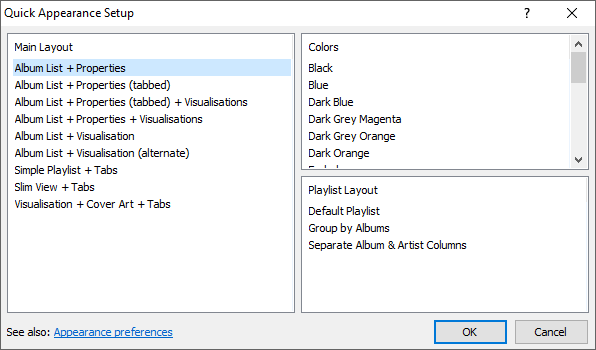 Quick Appearance Setup
Main Layout
Album List + Properties
Album List + Properties (tabbed)
Album List + Properties (tabbed) + Visualisations
Album List + Properties + Visualisations
Album List + Visualisation
Album List + Visualisation (alternate)
Simple Playlist + Tabs
Slim View + Tabs
Visualisation + Cover Art + Tabs
Colors
Black
Blue
Dark Blue
Dark Grey Magenta
Dark Grey Orange
Dark Orange
Playlist Layout
Default Playlist
Group by Albums
Separate Album & Artist Columns
See also: Appearance preferences
OK Cancel